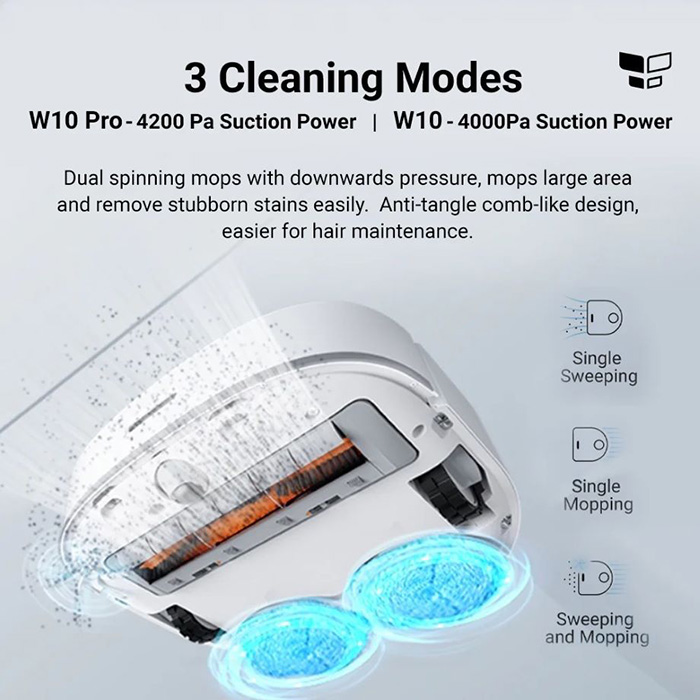 3 Cleaning Modes
W10 Pro - 4200 Pa Suction Power | W10 - 4000Pa Suction Power
Dual spinning mops with downwards pressure, mops large area
and remove stubborn stains easily. Anti-tangle comb-like design,
easier for hair maintenance.
Single
Sweeping
Single
Mopping
Sweeping
and Mopping